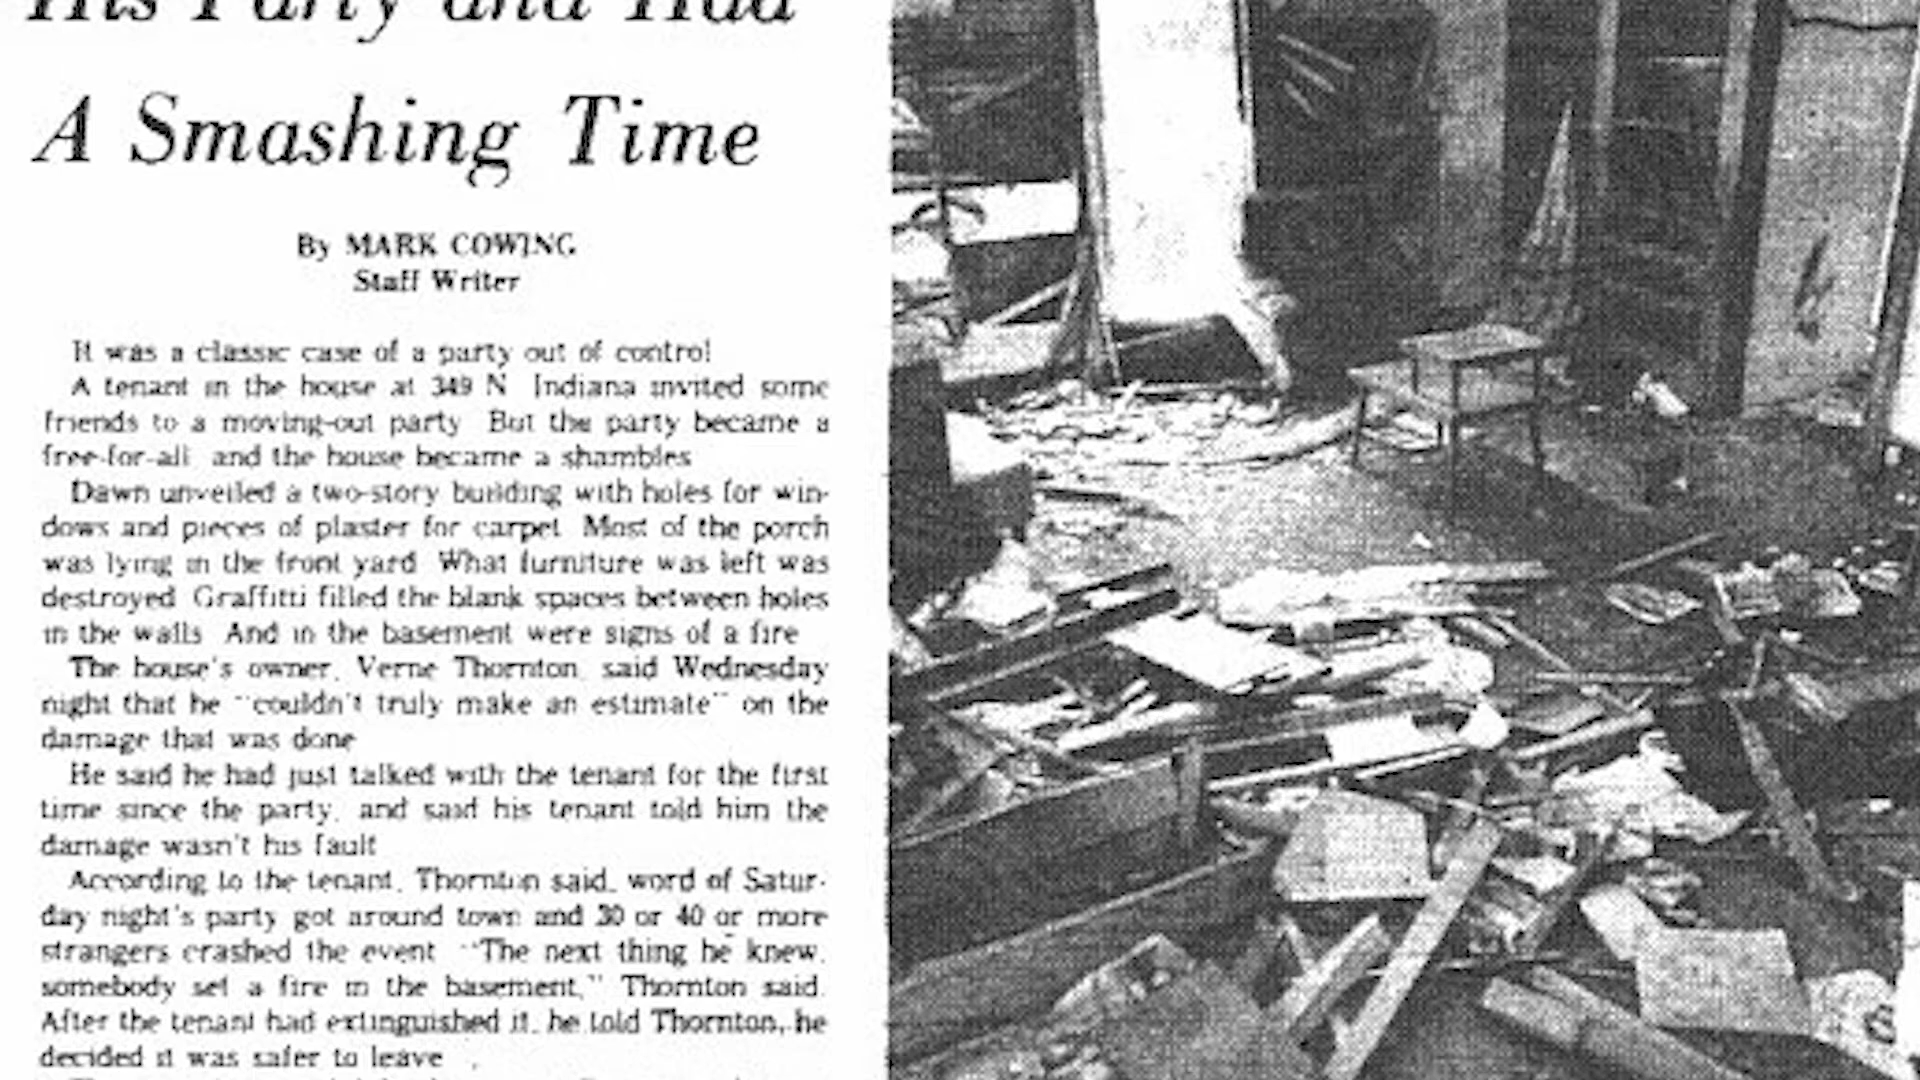 His Party and Had
A Smashing Time
By MARK COWING
Staff Writer
It was a classic case of a party out of control
A tenant in the house at 349 N Indiana invited some
friends to a moving-out party But the party became a
free-for-all and the house became a shambles
Dawn unveiled a two-story building with holes for win-
dows and pieces of plaster for carpet Most of the porch
was lying in the front yard What furniture was left was
destroyed Graffitti filled the blank spaces between holes
in the walls And in the basement were signs of a fire
The house's owner, Verne Thornton, said Wednesday
night that he "couldn't truly make an estimate" on the
damage that was done
He said he had just talked with the tenant for the first
time since the party, and said his tenant told him the
damage wasn't his fault
According to the tenant, Thornton said, word of Satur-
day night's party got around town and 30 or 40 or more
strangers crashed the event "The next thing he knew,
somebody set a fire in the basement," Thornton said.
After the tenant had extinguished it, he told Thornton, he
decided it was safer to leave